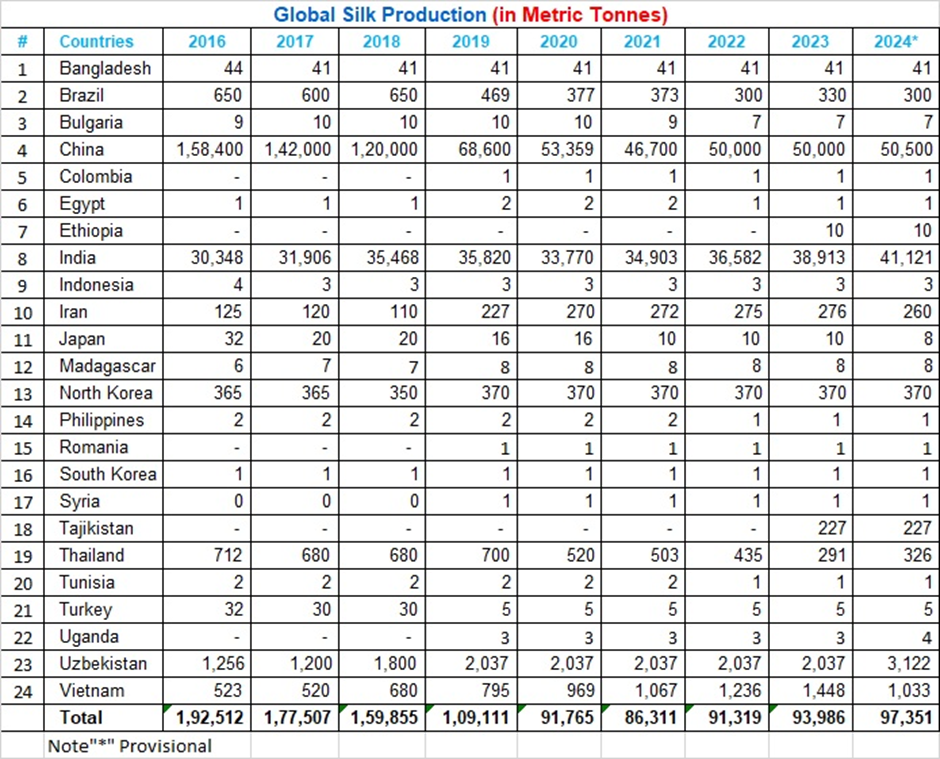 Global Silk Production (in Metric Tonnes)
# Countries 2016 2017 2018 2019 2020 2021 2022 2023 2024*
1 Bangladesh 44 41 41 41 41 41 41 41 41
2 Brazil 650 600 650 469 377 373 300 330 300
3 Bulgaria 9 10 10 10 10 9 7 7 7
4 China 1,58,400 1,42,000 1,20,000 68,600 53,359 46,700 50,000 50,000 50,500
5 Colombia - - - 1 1 1 1 1 1
6 Egypt 1 1 1 2 2 2 1 1 1
7 Ethiopia - - - - - - - 10 10
8 India 30,348 31,906 35,468 35,820 33,770 34,903 36,582 38,913 41,121
9 Indonesia 4 3 3 3 3 3 3 3 3
10 Iran 125 120 110 227 270 272 275 276 260
11 Japan 32 20 20 16 16 10 10 10 8
12 Madagascar 6 7 7 8 8 8 8 8 8
13 North Korea 365 365 350 370 370 370 370 370 370
14 Philippines 2 2 2 2 2 2 1 1 1
15 Romania - - - 1 1 1 1 1 1
16 South Korea 1 1 1 1 1 1 1 1 1
17 Syria 0 0 0 1 1 1 1 1 1
18 Tajikistan - - - - - - - 227 227
19 Thailand 712 680 680 700 520 503 435 291 326
20 Tunisia 2 2 2 2 2 2 1 1 1
21 Turkey 32 30 30 5 5 5 5 5 5
22 Uganda - - - 3 3 3 3 3 4
23 Uzbekistan 1,256 1,200 1,800 2,037 2,037 2,037 2,037 2,037 3,122
24 Vietnam 523 520 680 795 969 1,067 1,236 1,448 1,033
Total 1,92,512 1,77,507 1,59,855 1,09,111 91,765 86,311 91,319 93,986 97,351
Note"*" Provisional